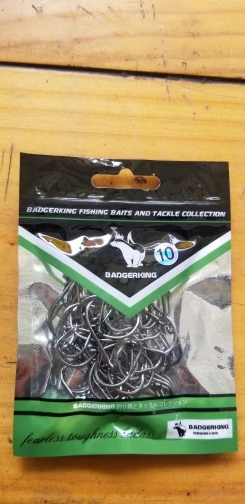 BADGERKING FISHING BAITS AND TACKLE COLLECTION
10
BADGERKING
BADGERKING 釣り餌とタックルコレクション
fearless.toughness
BADGERKING